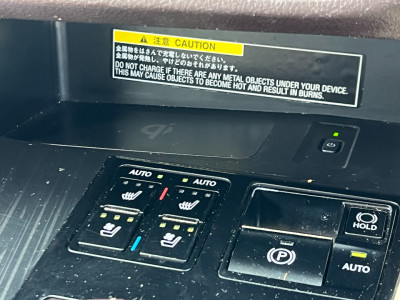 ⚠ 注意 CAUTION
金属物をはさんで充電しないでください。
金属物が発熱し、やけどのおそれがあります。
DO NOT CHARGE IF THERE ARE ANY METAL OBJECTS UNDER YOUR DEVICE.
THIS MAY CAUSE OBJECTS TO BECOME HOT AND RESULT IN BURNS.
AUTO AUTO
HOLD
P
AUTO